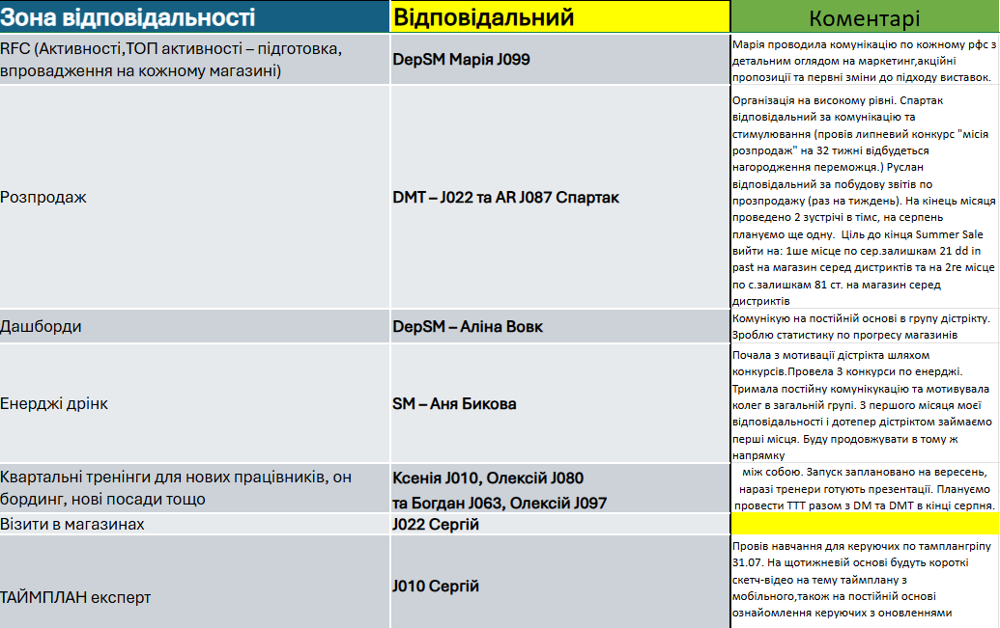 Зона відповідальності
Відповідальний
Коментарі
RFC (Активності,ТОП активності – підготовка,
впровадження на кожному магазині)
DepSM Марія J099
Марія проводила комунікацію по кожному рфс з
детальним оглядом на маркетинг,акційні
пропозиції та первні зміни до підходу виставок.
Розпродаж
DMT – J022 та AR J087 Спартак
Організація на високому рівні. Спартак
відповідальний за комунікацію та
стимулювання (провів липневий конкурс "місія
розпродаж" на 32 тижні відбудеться
нагородження переможця.) Руслан
відповідальний за побудову звітів по
прозпродажу (раз на тиждень). На кінець місяця
проведено 2 зустрічі в тімс, на серпень
плануємо ще одну.  Ціль до кінця Summer Sale
вийти на: 1ше місце по сер.залишкам 21 dd in
past на магазин серед дистриктів та на 2ге місце
по с.залишкам 81 ст. на магазин серед
дистриктів
Дашборди
DepSM – Аліна Вовк
Комунікую на постійній основі в групу дістрікту.
Зроблю статистику по прогресу магазинів
Енерджі дрінк
SM – Аня Бикова
Почала з мотивації дістрікта шляхом
конкурсів.Провела 3 конкурси по енерджі.
Тримала постійну комунікукацію та мотивувала
колег в загальній групі. З першого місяця моєї
відповідальності і дотепер дістріктом займаємо
перші місця. Буду продовжувати в тому ж
напрямку
Квартальні тренінги для нових працівників, он
бординг, нові посади тощо
Ксенія J010, Олексій J080
та Богдан J063, Олексій J097
між собою. Запуск заплановано на вересень,
наразі тренери готують презентації. Плануємо
провести ТТТ разом з DM та DMT в кінці серпня.
Візити в магазинах
J022 Сергій
ТАЙМПЛАН експерт
J010 Сергій
Провів навчання для керуючих по тамплангріпу
31.07. На щотижневій основі будуть короткі
скетч-відео на тему таймплану з
мобільного,також на постійній основі
ознайомлення керуючих з оновленнями